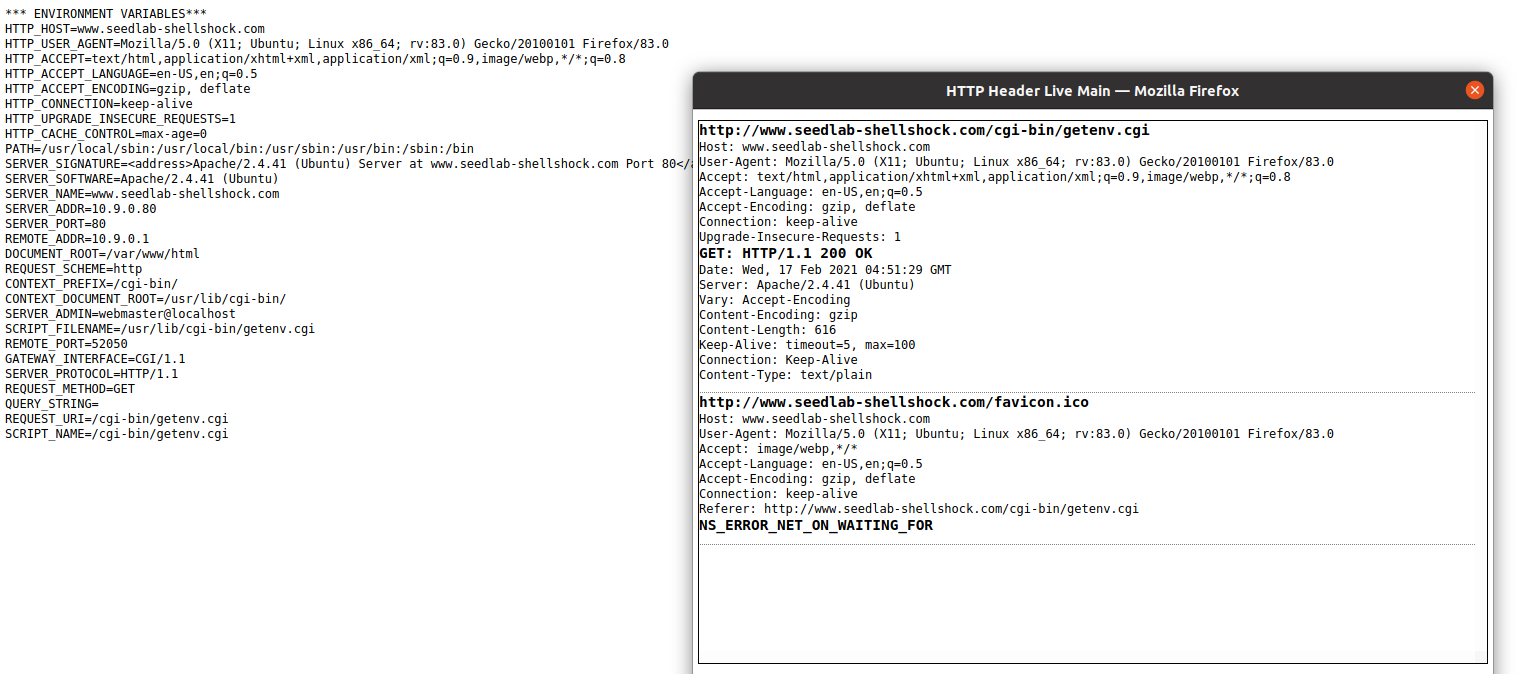 *** ENVIRONMENT VARIABLES***
HTTP_HOST=www.seedlab-shellshock.com
HTTP_USER_AGENT=Mozilla/5.0 (X11; Ubuntu; Linux x86_64; rv:83.0) Gecko/20100101 Firefox/83.0
HTTP_ACCEPT=text/html,application/xhtml+xml,application/xml;q=0.9,image/webp,*/*;q=0.8
HTTP_ACCEPT_LANGUAGE=en-US,en;q=0.5
HTTP_ACCEPT_ENCODING=gzip, deflate
HTTP_CONNECTION=keep-alive
HTTP_UPGRADE_INSECURE_REQUESTS=1
HTTP_CACHE_CONTROL=max-age=0
PATH=/usr/local/sbin:/usr/local/bin:/usr/sbin:/usr/bin:/sbin:/bin
SERVER_SIGNATURE=<address>Apache/2.4.41 (Ubuntu) Server at www.seedlab-shellshock.com Port 80</
SERVER_SOFTWARE=Apache/2.4.41 (Ubuntu)
SERVER_NAME=www.seedlab-shellshock.com
SERVER_ADDR=10.9.0.80
SERVER_PORT=80
REMOTE_ADDR=10.9.0.1
DOCUMENT_ROOT=/var/www/html
REQUEST_SCHEME=http
CONTEXT_PREFIX=/cgi-bin/
CONTEXT_DOCUMENT_ROOT=/usr/lib/cgi-bin/
SERVER_ADMIN=webmaster@localhost
SCRIPT_FILENAME=/usr/lib/cgi-bin/getenv.cgi
REMOTE_PORT=52050
GATEWAY_INTERFACE=CGI/1.1
SERVER_PROTOCOL=HTTP/1.1
REQUEST_METHOD=GET
QUERY_STRING=
REQUEST_URI=/cgi-bin/getenv.cgi
SCRIPT_NAME=/cgi-bin/getenv.cgi
HTTP Header Live Main — Mozilla Firefox
http://www.seedlab-shellshock.com/cgi-bin/getenv.cgi
Host: www.seedlab-shellshock.com
User-Agent: Mozilla/5.0 (X11; Ubuntu; Linux x86_64; rv:83.0) Gecko/20100101 Firefox/83.0
Accept: text/html,application/xhtml+xml,application/xml;q=0.9,image/webp,*/*;q=0.8
Accept-Language: en-US,en;q=0.5
Accept-Encoding: gzip, deflate
Connection: keep-alive
Upgrade-Insecure-Requests: 1
GET: HTTP/1.1 200 OK
Date: Wed, 17 Feb 2021 04:51:29 GMT
Server: Apache/2.4.41 (Ubuntu)
Vary: Accept-Encoding
Content-Encoding: gzip
Content-Length: 616
Keep-Alive: timeout=5, max=100
Connection: Keep-Alive
Content-Type: text/plain
http://www.seedlab-shellshock.com/favicon.ico
Host: www.seedlab-shellshock.com
User-Agent: Mozilla/5.0 (X11; Ubuntu; Linux x86_64; rv:83.0) Gecko/20100101 Firefox/83.0
Accept: image/webp,*/*
Accept-Language: en-US,en;q=0.5
Accept-Encoding: gzip, deflate
Connection: keep-alive
Referer: http://www.seedlab-shellshock.com/cgi-bin/getenv.cgi
NS_ERROR_NET_ON_WAITING_FOR